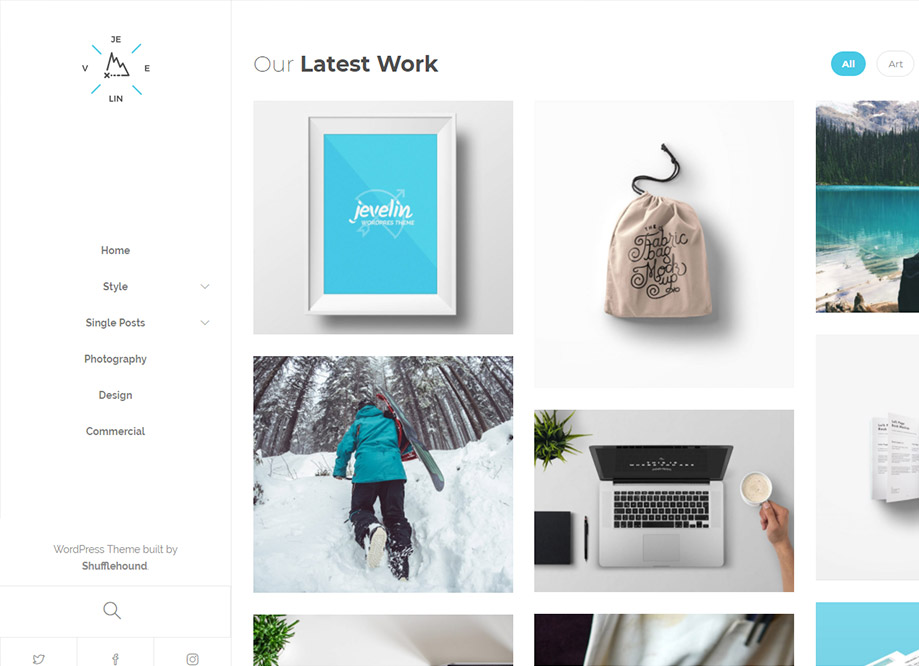 JE
V E
LIN
Home
Style
Single Posts
Photography
Design
Commercial
WordPress Theme built by
Shufflehound
Our Latest Work
All Art
jevelin
WORDPRESS THEME
THE
Fabric
bag
Mock
up